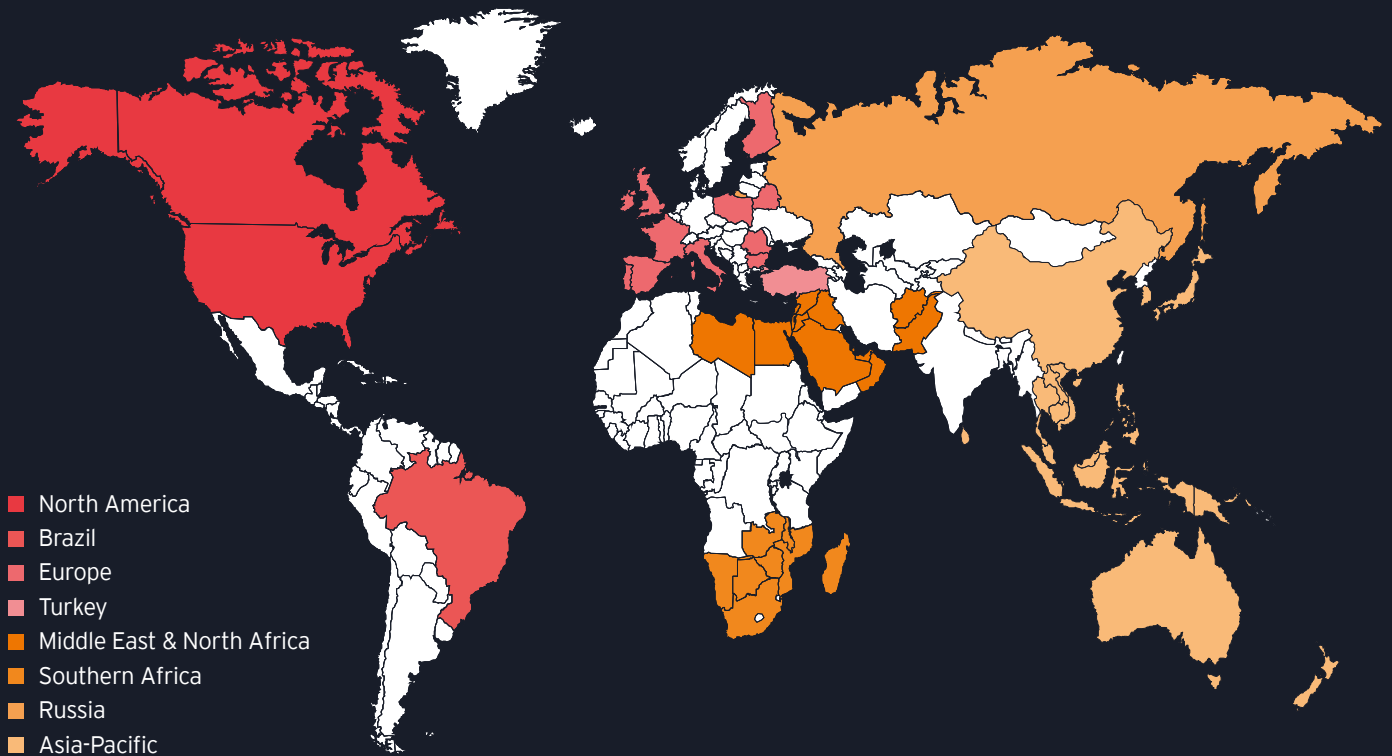 North America
Brazil
Europe
Turkey
Middle East & North Africa
Southern Africa
Russia
Asia-Pacific